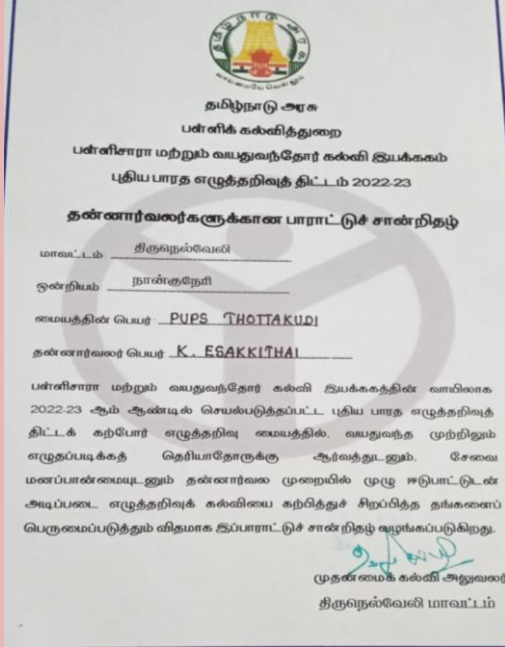 தமிழ்நாடு அரசு
வாய்மையே வெல்லும்
தமிழ்நாடு அரசு
பள்ளிக் கல்வித்துறை
பள்ளிசாரா மற்றும் வயதுவந்தோர் கல்வி இயக்ககம்
புதிய பாரத எழுத்தறிவுத் திட்டம் 2022-23
தன்னார்வலர்களுக்கான பாராட்டுச் சான்றிதழ்
மாவட்டம் திருநெல்வேலி
ஒன்றியம் நான்குநேரி
மையத்தின் பெயர்: PUPS THOTTAKUDI
தன்னார்வலர் பெயர் K. ESAKKITHAI
பள்ளிசாரா மற்றும் வயதுவந்தோர் கல்வி இயக்ககத்தின் வாயிலாக
2022-23 ஆம் ஆண்டில் செயல்படுத்தப்பட்ட புதிய பாரத எழுத்தறிவுத்
திட்டக் கற்போர் எழுத்தறிவு மையத்தில், வயதுவந்த முற்றிலும்
எழுதப்படிக்கத் தெரியாதோருக்கு ஆர்வத்துடனும், சேவை
மனப்பான்மையுடனும் தன்னார்வல முறையில் முழு ஈடுபாட்டுடன்
அடிப்படை எழுத்தறிவுக் கல்வியை கற்பித்துச் சிறப்பித்த தங்களைப்
பெருமைப்படுத்தும் விதமாக இப்பாராட்டுச் சான்றிதழ் வழங்கப்படுகிறது.
முதன்மைக் கல்வி அலுவலர்
திருநெல்வேலி மாவட்டம்